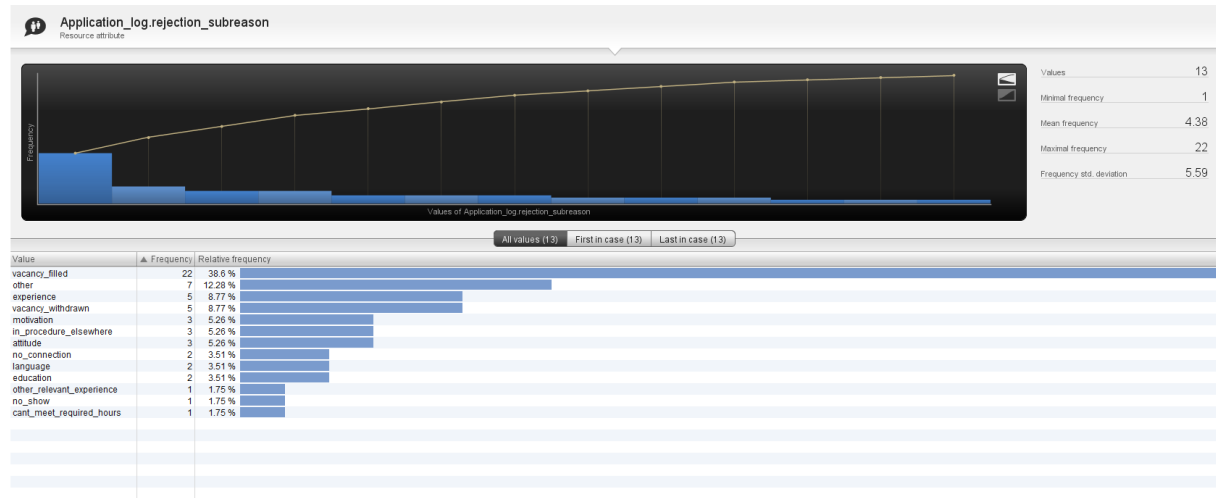 Application_log.rejection_subreason
Resource attribute
Frequency
Values of Application_log.rejection_subreason
Values 13
Minimal frequency 1
Mean frequency 4.38
Maximal frequency 22
Frequency std. deviation 5.59
All values (13) First in case (13) Last in case (13)
Value Frequency Relative frequency
vacancy_filled 22 38.6 %
other 7 12.28 %
experience 5 8.77 %
vacancy_withdrawn 5 8.77 %
motivation 3 5.26 %
in_procedure_elsewhere 3 5.26 %
attitude 3 5.26 %
no_connection 2 3.51 %
language 2 3.51 %
education 2 3.51 %
other_relevant_experience 1 1.75 %
no_show 1 1.75 %
cant_meet_required_hours 1 1.75 %